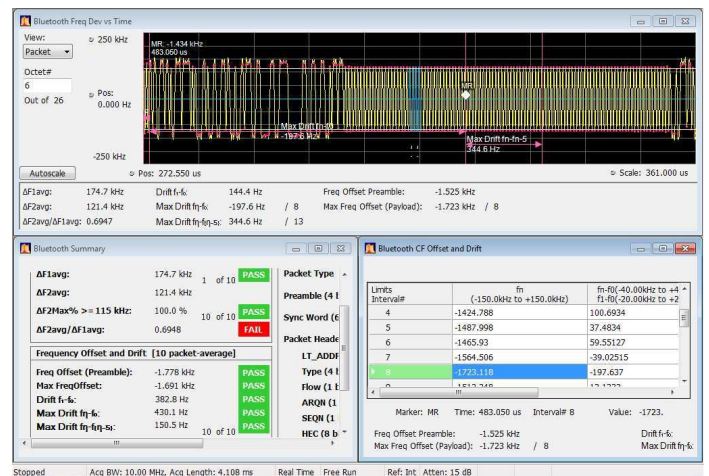 Bluetooth Freq Dev vs Time
View:
Packet
Octet#
6
Out of 26
250 kHz
Pos:
0.000 Hz
-250 kHz
MR: -1.434 kHz
483.050 us
MR
Max Drift fn-f0
-197.6 Hz
Max Drift fn-fn-5
344.6 Hz
Autoscale
Pos: 272.550 us
Scale: 361.000 us
ΔF1avg: 174.7 kHz Drift f₁-f₀: 144.4 Hz Freq Offset Preamble: -1.525 kHz
ΔF2avg: 121.4 kHz Max Drift fη-f₀: -197.6 Hz / 8 Max Freq Offset (Payload): -1.723 kHz / 8
ΔF2avg/ΔF1avg: 0.6947 Max Drift fη-fη-5: 344.6 Hz / 13
Bluetooth Summary
ΔF1avg: 174.7 kHz 1 of 10 PASS
ΔF2avg: 121.4 kHz
ΔF2Max% >= 115 kHz: 100.0 % 10 of 10 PASS
ΔF2avg/ΔF1avg: 0.6948 FAIL
Frequency Offset and Drift [10 packet-average]
Freq Offset (Preamble): -1.778 kHz PASS
Max FreqOffset: -1.691 kHz PASS
Drift f₁-f₀: 382.8 Hz PASS
Max Drift fη-f₀: 430.1 Hz PASS
Max Drift fη-fη-5: 150.5 Hz 10 of 10 PASS
Packet Type
Preamble (4 b
Sync Word (6
Packet Heade
LT_ADDR
Type (4 b
Flow (1 b
ARQN (1
SEQN (1
HEC (8 b
Bluetooth CF Offset and Drift
Limits fn fn-f0(-40.00kHz to +4
Interval# (-150.0kHz to +150.0kHz) f1-f0(-20.00kHz to +2
4 -1424.788 100.6934
5 -1487.998 37.4834
6 -1465.93 59.55127
7 -1564.506 -39.02515
8 -1723.118 -197.637
Marker: MR Time: 483.050 us Interval# 8 Value: -1723.
Freq Offset Preamble: -1.525 kHz Drift f₁-f₀:
Max Freq Offset (Payload): -1.723 kHz / 8 Max Drift fη-f₀:
Stopped Acq BW: 10.00 MHz, Acq Length: 4.108 ms Real Time Free Run Ref: Int Atten: 15 dB